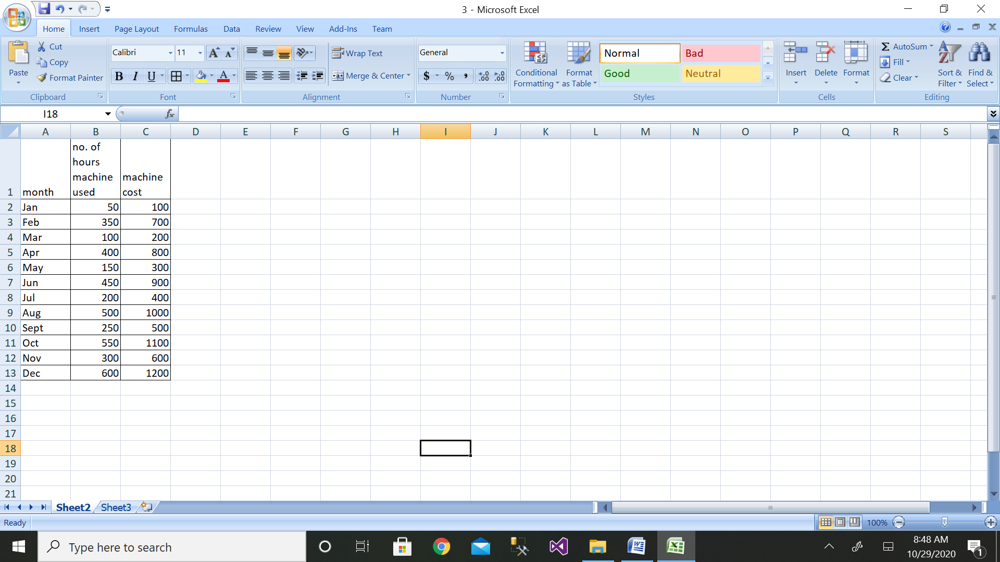 3 - Microsoft Excel
Home Insert Page Layout Formulas Data Review View Add-Ins Team
Paste
Cut
Copy
Format Painter
Clipboard
Calibri 11
B I U
Font
Wrap Text
Merge & Center
Alignment
General
$ % ,
Number
Conditional Formatting
Format as Table
Normal Bad
Good Neutral
Styles
Insert Delete Format
Cells
AutoSum
Fill
Clear
Sort & Filter
Find & Select
Editing
I18
fx
A B C D E F G H I J K L M N O P Q R S
1 month no. of hours machine used machine cost
2 Jan 50 100
3 Feb 350 700
4 Mar 100 200
5 Apr 400 800
6 May 150 300
7 Jun 450 900
8 Jul 200 400
9 Aug 500 1000
10 Sept 250 500
11 Oct 550 1100
12 Nov 300 600
13 Dec 600 1200
14
15
16
17
18
19
20
21
Sheet2 Sheet3
Ready
100%
Type here to search
8:48 AM
10/29/2020
1